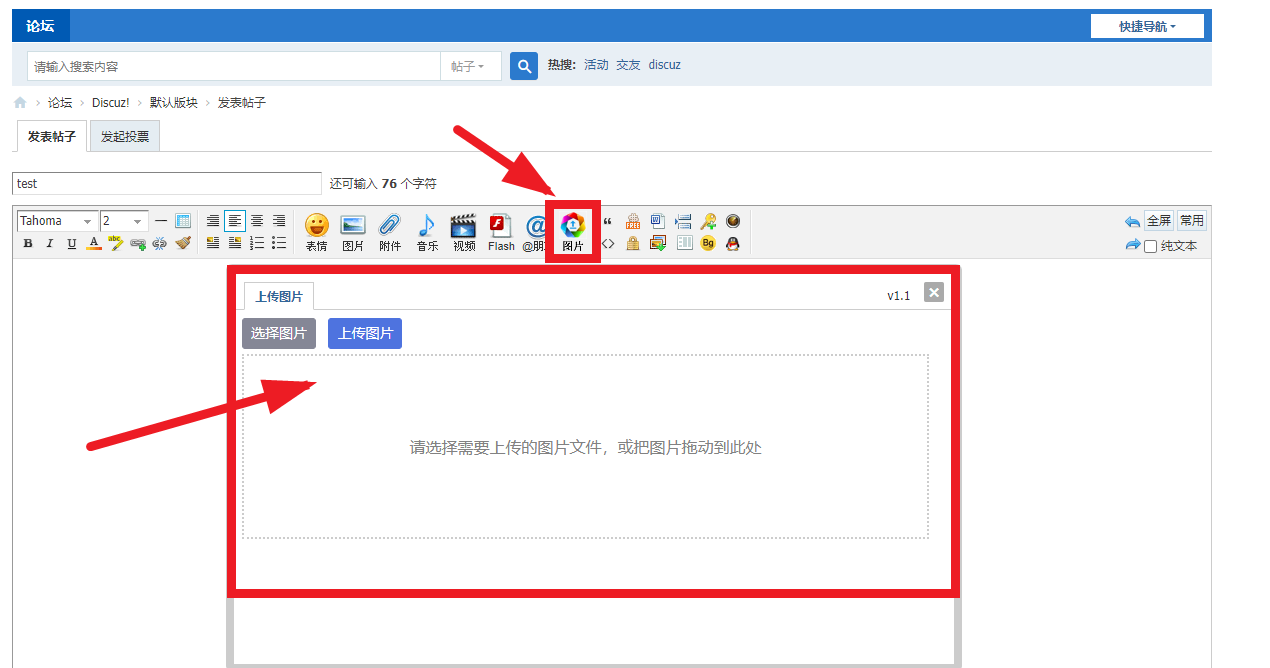 论坛 快捷导航
请输入搜索内容 帖子 热搜: 活动 交友 discuz
› 论坛 › Discuz! › 默认版块 › 发表帖子
发表帖子 发起投票
test 还可输入 76 个字符
Tahoma 2 全屏 常用
B I U A abc Bg 纯文本
表情 图片 附件 音乐 视频 Flash 图片
上传图片 v1.1
选择图片 上传图片
请选择需要上传的图片文件，或把图片拖动到此处